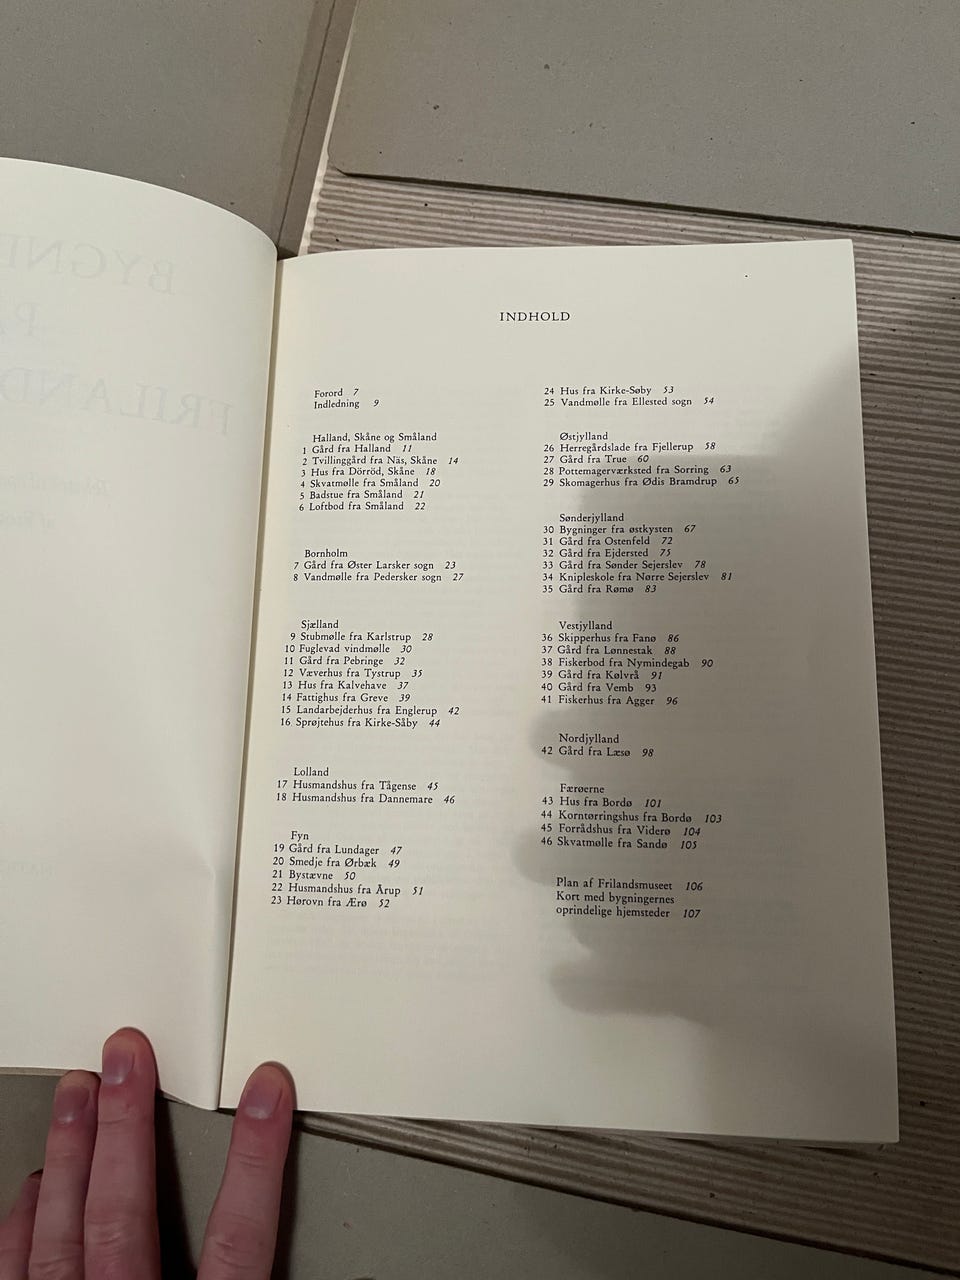 INDHOLD
Forord 7
Indledning 9
Halland, Skåne og Småland
1 Gård fra Halland 11
2 Tvillinggård fra Näs, Skåne 14
3 Hus fra Dörröd, Skåne 18
4 Skvatmølle fra Småland 20
5 Badstue fra Småland 21
6 Loftbod fra Småland 22
Bornholm
7 Gård fra Øster Larsker sogn 23
8 Vandmølle fra Pedersker sogn 27
Sjælland
9 Stubmølle fra Karlstrup 28
10 Fuglevad vindmølle 30
11 Gård fra Pebringe 32
12 Væverhus fra Tystrup 35
13 Hus fra Kalvehave 37
14 Fattighus fra Greve 39
15 Landarbejderhus fra Englerup 42
16 Sprøjtehus fra Kirke-Såby 44
Lolland
17 Husmandshus fra Tågense 45
18 Husmandshus fra Dannemare 46
Fyn
19 Gård fra Lundager 47
20 Smedje fra Ørbæk 49
21 Bystævne 50
22 Husmandshus fra Årup 51
23 Hørovn fra Ærø 52
24 Hus fra Kirke-Søby 53
25 Vandmølle fra Ellested sogn 54
Østjylland
26 Herregårdslade fra Fjellerup 58
27 Gård fra True 60
28 Pottemagerværksted fra Sorring 63
29 Skomagerhus fra Ødis Bramdrup 65
Sønderjylland
30 Bygninger fra østkysten 67
31 Gård fra Ostenfeld 72
32 Gård fra Ejdersted 75
33 Gård fra Sønder Sejerslev 78
34 Knipleskole fra Nørre Sejerslev 81
35 Gård fra Rømø 83
Vestjylland
36 Skipperhus fra Fanø 86
37 Gård fra Lønnestak 88
38 Fiskerbod fra Nymindegab 90
39 Gård fra Kølvrå 91
40 Gård fra Vemb 93
41 Fiskerhus fra Agger 96
Nordjylland
42 Gård fra Læsø 98
Færøerne
43 Hus fra Bordø 101
44 Korntørringshus fra Bordø 103
45 Forrådshus fra Viderø 104
46 Skvatmølle fra Sandø 105
Plan af Frilandsmuseet 106
Kort med bygningernes
oprindelige hjemsteder 107